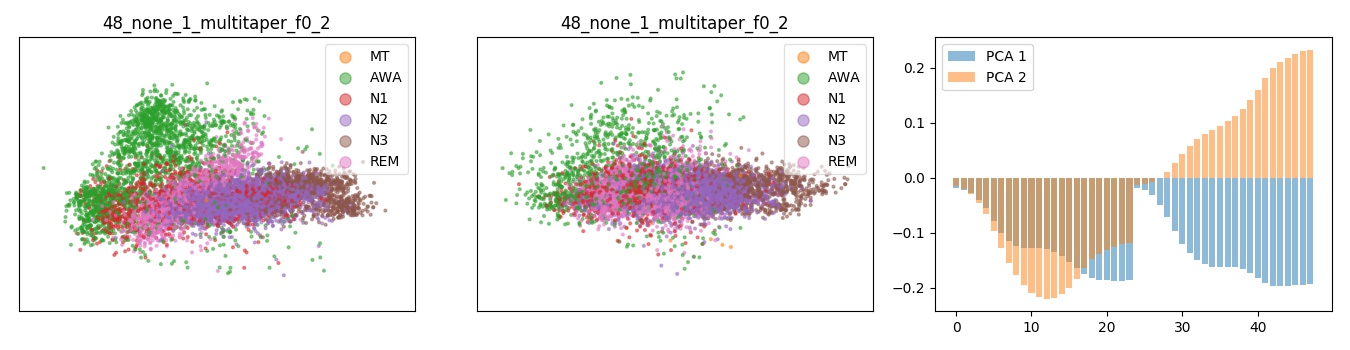 48_none_1_multitaper_f0_2
MT
AWA
N1
N2
N3
REM
48_none_1_multitaper_f0_2
MT
AWA
N1
N2
N3
REM
PCA 1
PCA 2
0.2
0.1
0.0
−0.1
−0.2
0 10 20 30 40